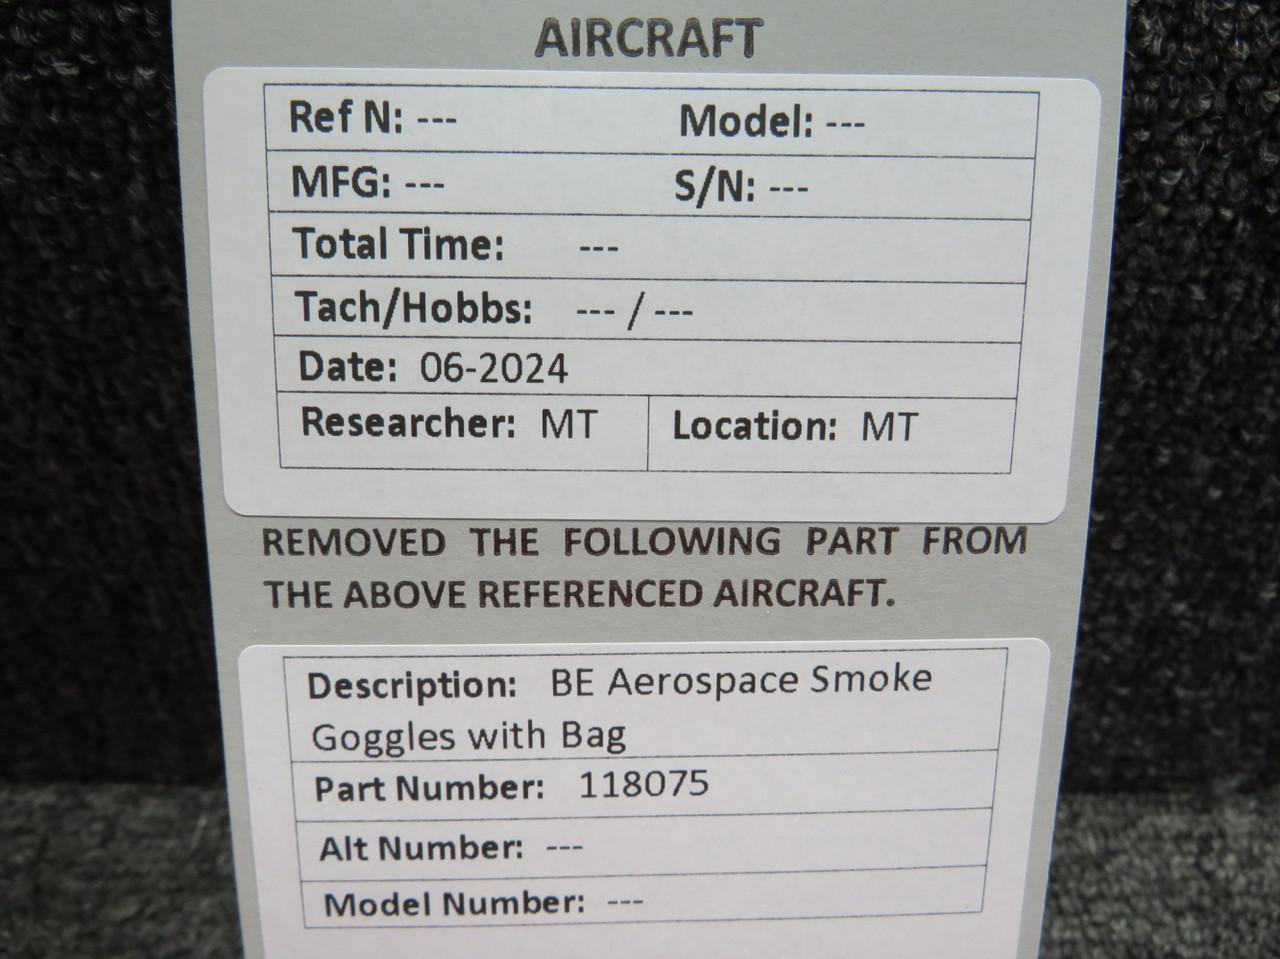 AIRCRAFT
Ref N: --- Model: ---
MFG: --- S/N: ---
Total Time: ---
Tach/Hobbs: --- / ---
Date: 06-2024
Researcher: MT Location: MT
REMOVED THE FOLLOWING PART FROM
THE ABOVE REFERENCED AIRCRAFT.
Description: BE Aerospace Smoke
Goggles with Bag
Part Number: 118075
Alt Number: ---
Model Number: ---